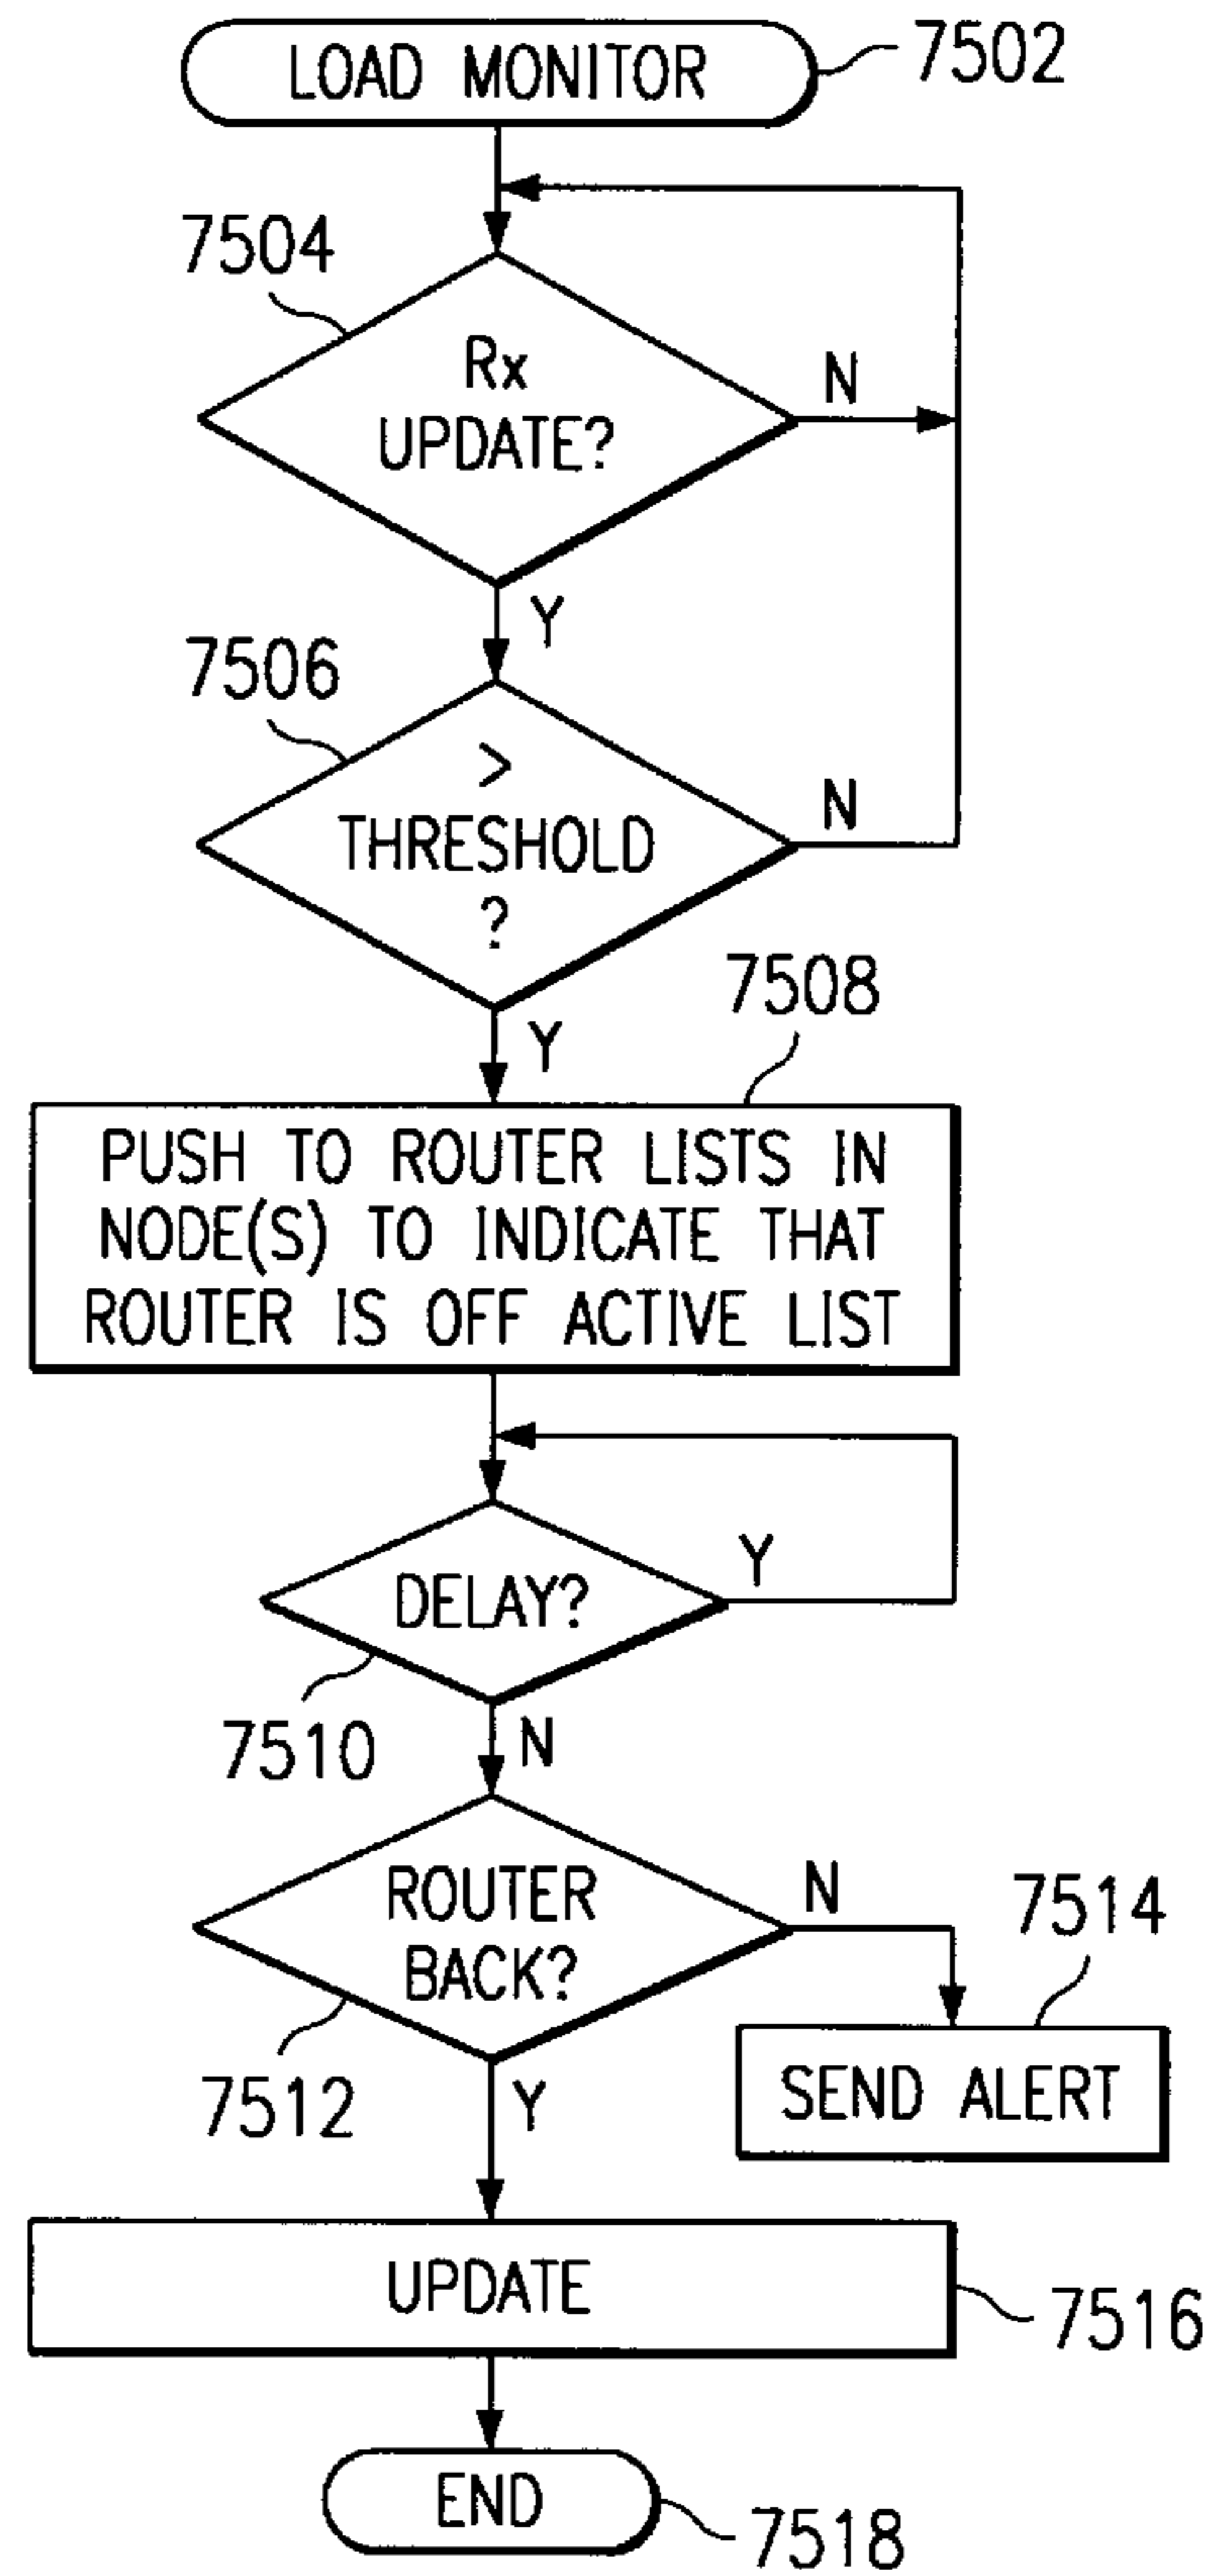 LOAD MONITOR
7502
7504
Rx
UPDATE?
N
Y
7506
>
THRESHOLD
?
N
Y
7508
PUSH TO ROUTER LISTS IN
NODE(S) TO INDICATE THAT
ROUTER IS OFF ACTIVE LIST
DELAY?
Y
7510
N
ROUTER
BACK?
N
7514
7512
Y
SEND ALERT
UPDATE
7516
END
7518